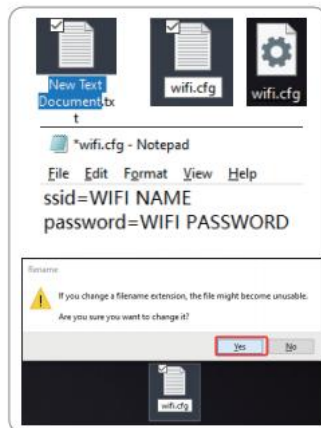 New Text
Document.tx
t
wifi.cfg
wifi.cfg
*wifi.cfg - Notepad
File Edit Format View Help
ssid=WIFI NAME
password=WIFI PASSWORD
Rename
If you change a filename extension, the file might become unusable.
Are you sure you want to change it?
Yes No
wifi.cfg